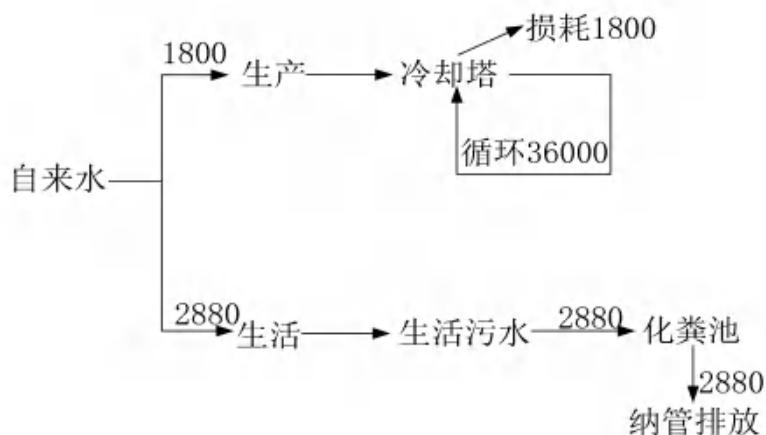 损耗1800
1800
生产
冷却塔
循环36000
自来水
2880
生活
生活污水
2880
化粪池
2880
纳管排放